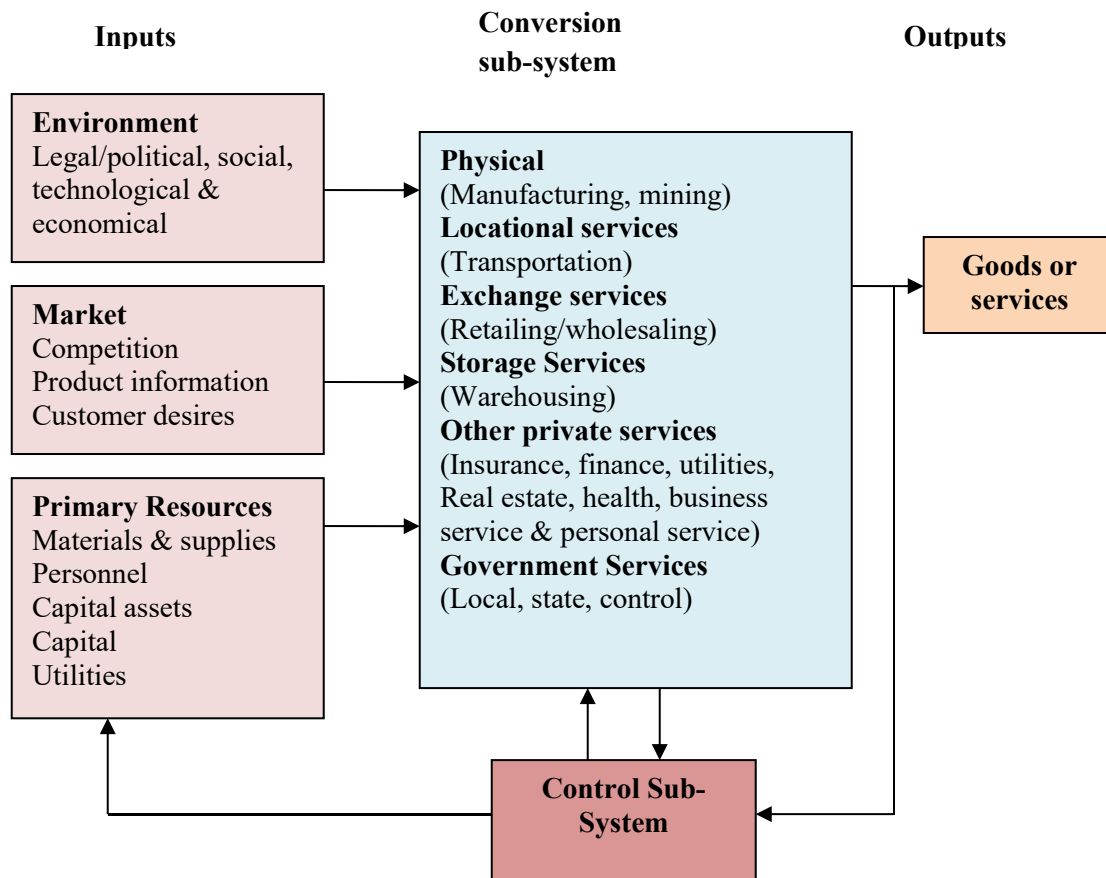 Inputs
Conversion
sub-system
Outputs
Environment
Legal/political, social,
technological &
economical
Market
Competition
Product information
Customer desires
Primary Resources
Materials & supplies
Personnel
Capital assets
Capital
Utilities
Physical
(Manufacturing, mining)
Locational services
(Transportation)
Exchange services
(Retailing/wholesaling)
Storage Services
(Warehousing)
Other private services
(Insurance, finance, utilities,
Real estate, health, business
service & personal service)
Government Services
(Local, state, control)
Goods or
services
Control Sub-
System